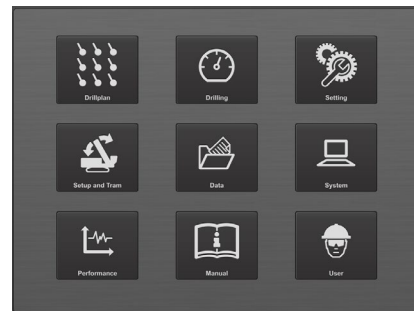 Drillplan
Drilling
Setting
Setup and Tram
Data
System
Performance
Manual
User